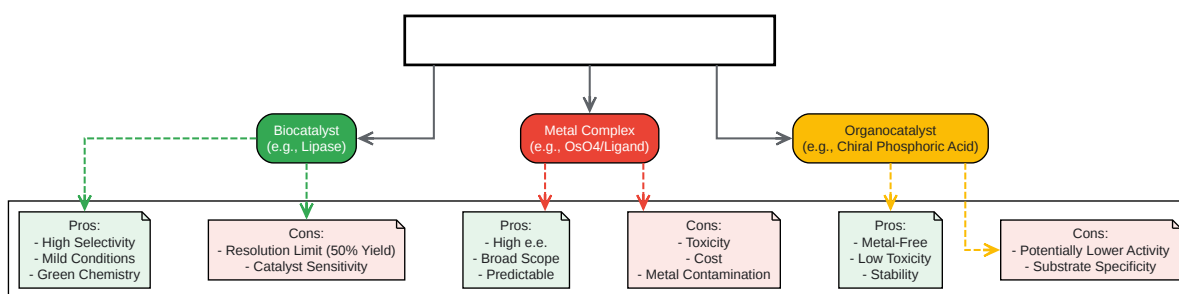 Biocatalyst
(e.g., Lipase)
Metal Complex
(e.g., OsO4/Ligand)
Organocatalyst
(e.g., Chiral Phosphoric Acid)
Pros:
- High Selectivity
- Mild Conditions
- Green Chemistry
Cons:
- Resolution Limit (50% Yield)
- Catalyst Sensitivity
Pros:
- High e.e.
- Broad Scope
- Predictable
Cons:
- Toxicity
- Cost
- Metal Contamination
Pros:
- Metal-Free
- Low Toxicity
- Stability
Cons:
- Potentially Lower Activity
- Substrate Specificity